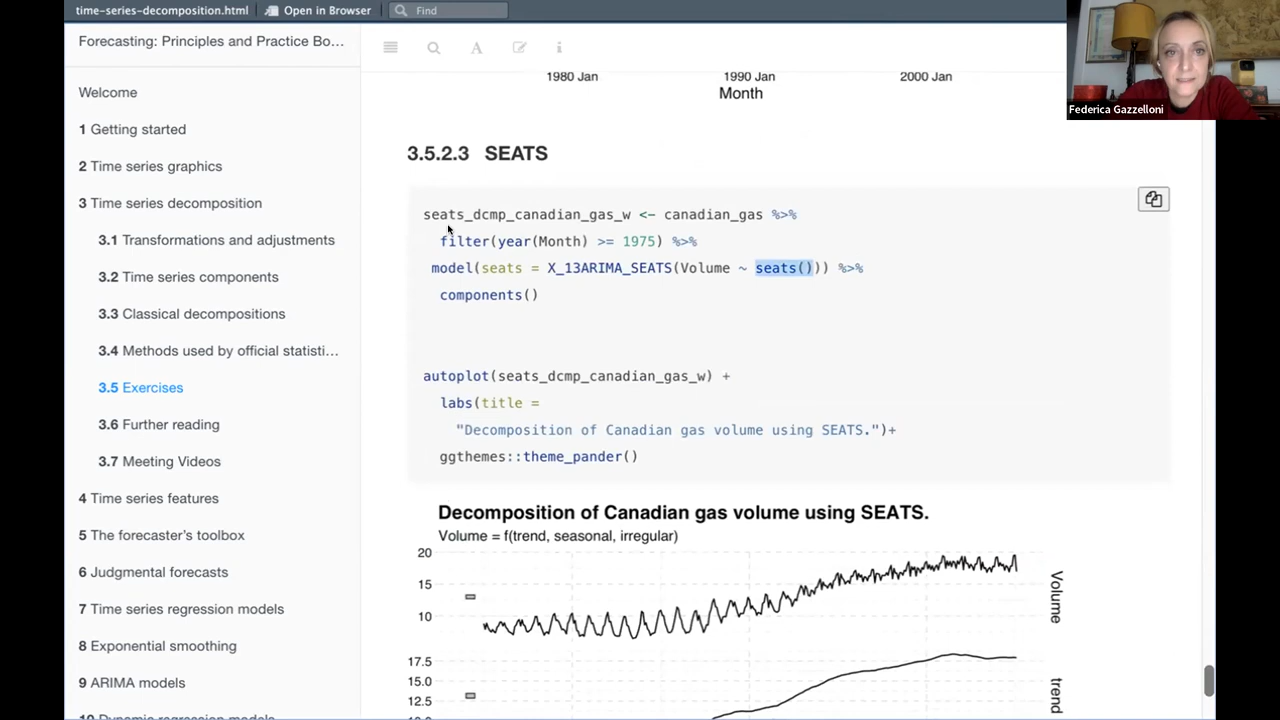 time-series-decomposition.html
Open in Browser
Find
Forecasting: Principles and Practice Bo...
Welcome
1 Getting started
2 Time series graphics
3 Time series decomposition
3.1 Transformations and adjustments
3.2 Time series components
3.3 Classical decompositions
3.4 Methods used by official statisti...
3.5 Exercises
3.6 Further reading
3.7 Meeting Videos
4 Time series features
5 The forecaster's toolbox
6 Judgmental forecasts
7 Time series regression models
8 Exponential smoothing
9 ARIMA models
10 Dynamic regression models
1980 Jan 1990 Jan 2000 Jan
Month
3.5.2.3 SEATS
seats_dcmp_canadian_gas_w <- canadian_gas %>%
filter(year(Month) >= 1975) %>%
model(seats = X_13ARIMA_SEATS(Volume ~ seats())) %>%
components()
autoplot(seats_dcmp_canadian_gas_w) +
labs(title =
"Decomposition of Canadian gas volume using SEATS.")+
ggthemes::theme_pander()
Decomposition of Canadian gas volume using SEATS.
Volume = f(trend, seasonal, irregular)
20
15
10
Volume
17.5
15.0
12.5
trend
Federica Gazzelloni